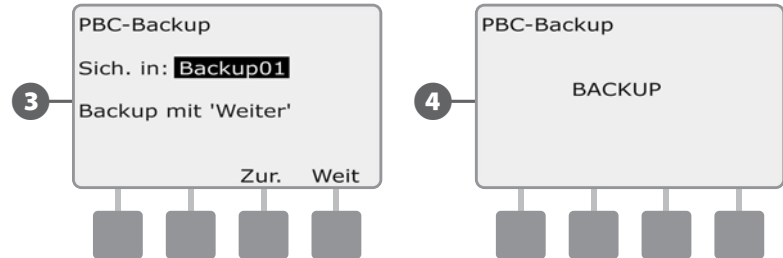 3
PBC-Backup
Sich. in: Backup01
Backup mit 'Weiter'
Zur. Weit
4
PBC-Backup
BACKUP